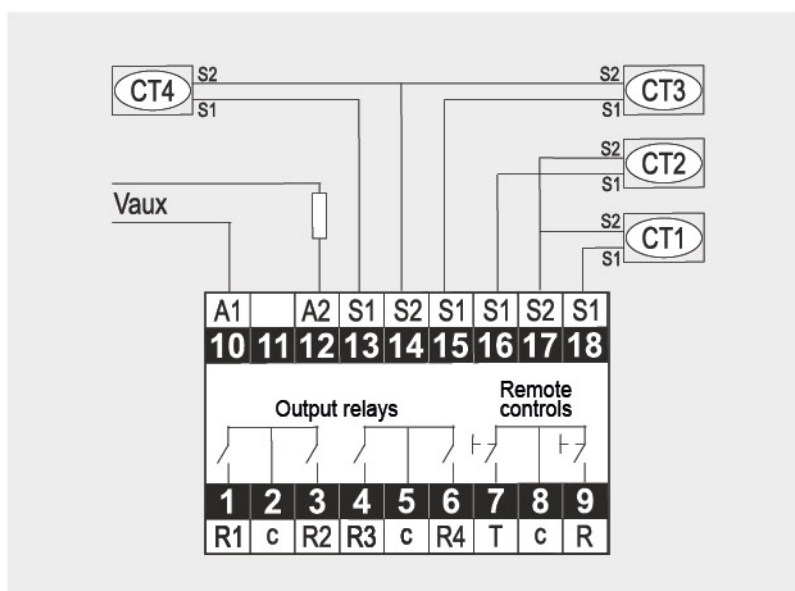 S2 S2
CT4 CT3
S1 S1
S2
CT2
S1
Vaux
S2
CT1
S1
A1 A2 S1 S2 S1 S1 S2 S1
10 11 12 13 14 15 16 17 18
Output relays
Remote
controls
1 2 3 4 5 6 7 8 9
R1 c R2 R3 c R4 T c R